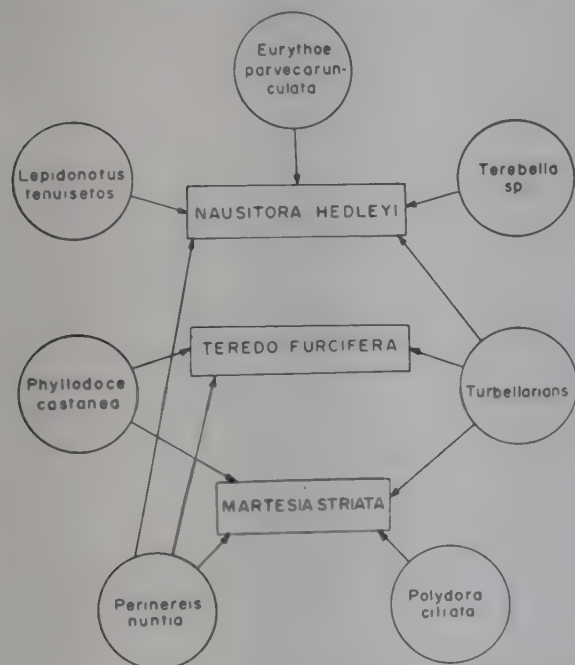 Eurythoe
parvecarun-
culata
Lepidonotus
tenuisetos
Terebella
sp
NAUSITORA HEDLEYI
TEREDO FURCIFERA
Phyllodoce
castanea
Turbellarians
MARTESIA STRIATA
Perinereis
nuntia
Polydora
ciliata